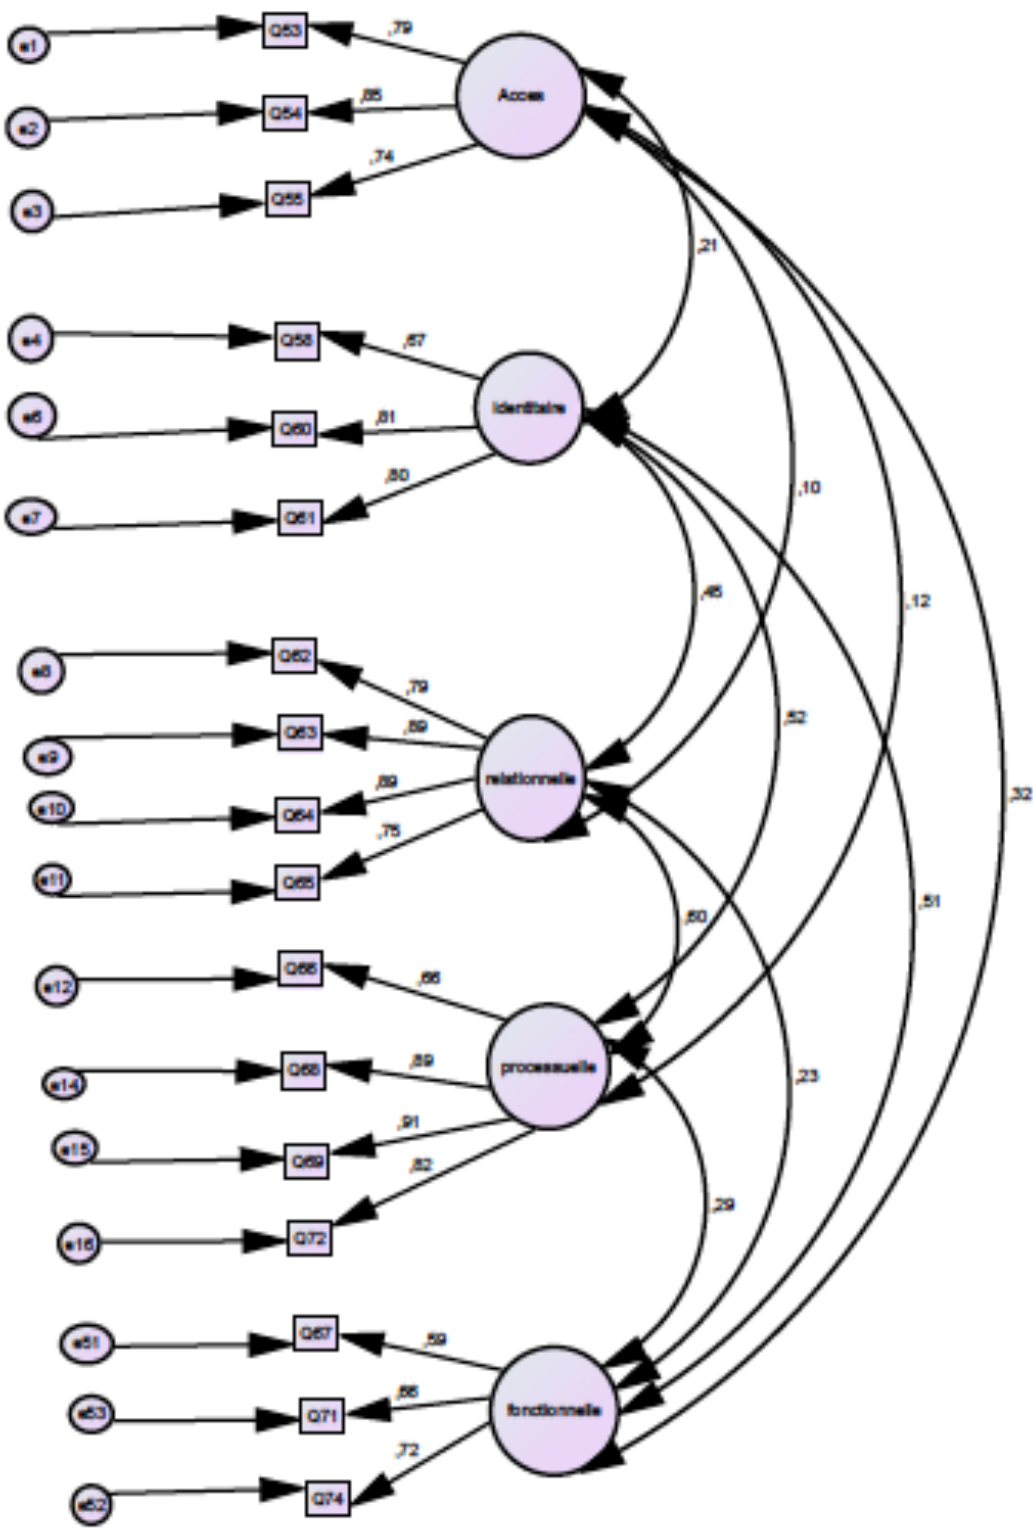 e1
Q53
,79
Acces
e2
Q54
,85
e3
Q55
,74
,21
e4
Q58
,67
identitaire
e6
Q60
,81
e7
Q61
,80
,10
,12
e8
Q62
,79
,52
,32
e9
Q63
,89
relationnelle
e10
Q64
,89
e11
Q65
,75
,51
,60
e12
Q66
,66
processuelle
e14
Q68
,89
,23
e15
Q69
,91
e16
Q72
,82
,29
e51
Q67
,59
fonctionnelle
e53
Q71
,66
e52
Q74
,72